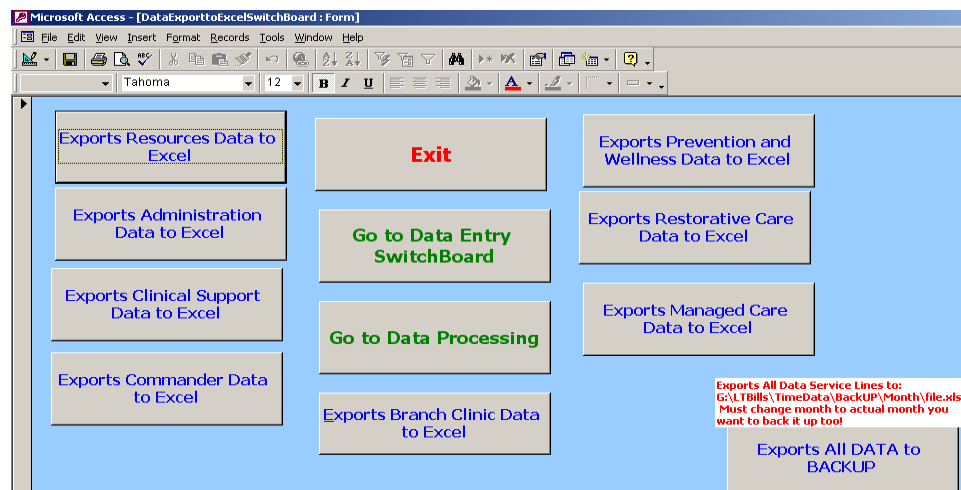 Microsoft Access - [DataExporttoExcelSwitchBoard : Form]
File Edit View Insert Format Records Tools Window Help
Tahoma 12 B I U A
Exports Resources Data to
Excel
Exit
Exports Prevention and
Wellness Data to Excel
Exports Administration
Data to Excel
Go to Data Entry
SwitchBoard
Exports Restorative Care
Data to Excel
Exports Clinical Support
Data to Excel
Go to Data Processing
Exports Managed Care
Data to Excel
Exports Commander Data
to Excel
Exports Branch Clinic Data
to Excel
Exports All Data Service Lines to:
G:\LTBills\TimeData\BackUP\Month\file.xls
Must change month to actual month you
want to back it up too!
Exports All DATA to
BACKUP